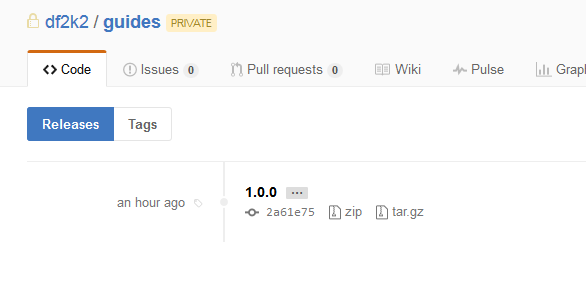 df2k2 / guides PRIVATE
Code Issues 0 Pull requests 0 Wiki Pulse Grap
Releases Tags
1.0.0 ...
an hour ago
2a61e75 zip tar.gz